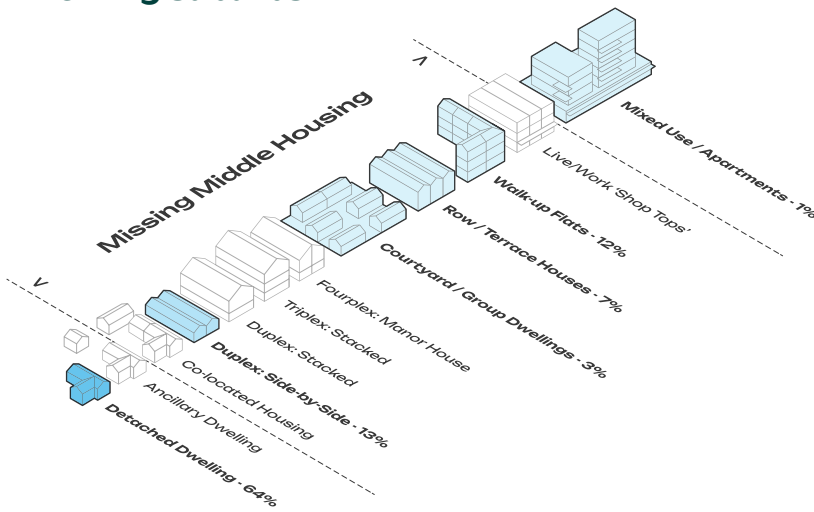 Missing Middle Housing
Mixed Use / Apartments - 1%
Live/Work 'Shop Tops'
Walk-up Flats - 12%
Row / Terrace Houses - 7%
Courtyard / Group Dwellings - 3%
Fourplex: Manor House
Triplex: Stacked
Duplex: Stacked
Duplex: Side-by-Side - 13%
Co-located Housing
Ancillary Dwelling
Detached Dwelling - 64%